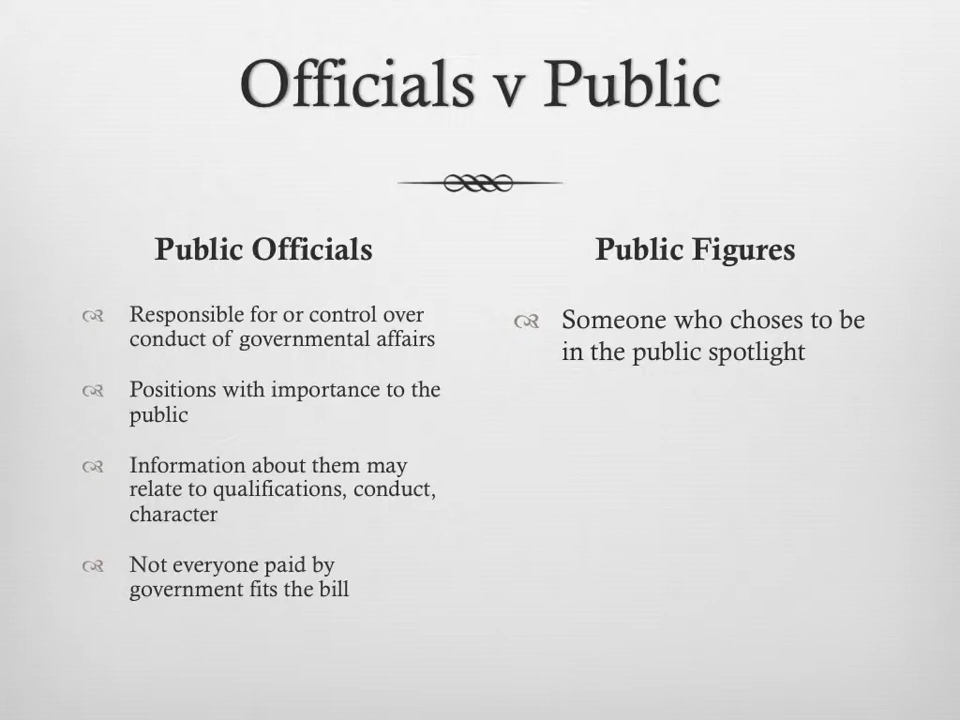 Officials v Public
Public Officials
Responsible for or control over
conduct of governmental affairs
Positions with importance to the
public
Information about them may
relate to qualifications, conduct,
character
Not everyone paid by
government fits the bill
Public Figures
Someone who choses to be
in the public spotlight